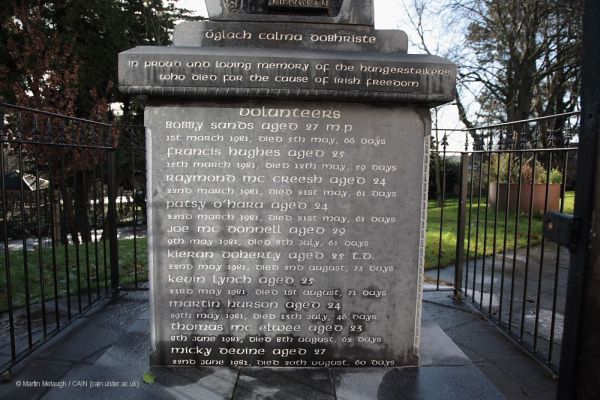 Óglach Calma Dobhriste
in proud and loving memory of the hungerstrikers
who died for the cause of irish freedom
volunteers
bobby sands aged 27 m.p.
1st march 1981, died 5th may, 66 days
francis hughes aged 25
15th march 1981, died 12th may, 59 days
raymond mc creesh aged 24
22nd march 1981, died 21st may, 61 days
patsy o'hara aged 24
22nd march 1981, died 21st may, 61 days
joe mc donnell aged 29
9th may 1981, died 8th july, 61 days
kieran doherty aged 25 t.d.
22nd may 1981, died 2nd august, 73 days
kevin lynch aged 25
23rd may 1981, died 1st august, 71 days
martin hurson aged 24
29th may 1981, died 13th july, 46 days
thomas mc elwee aged 23
8th june 1981, died 8th august, 62 days
micky devine aged 27
22nd june 1981, died 20th august, 60 days
© Martin Melaugh / CAIN (cain.ulster.ac.uk)